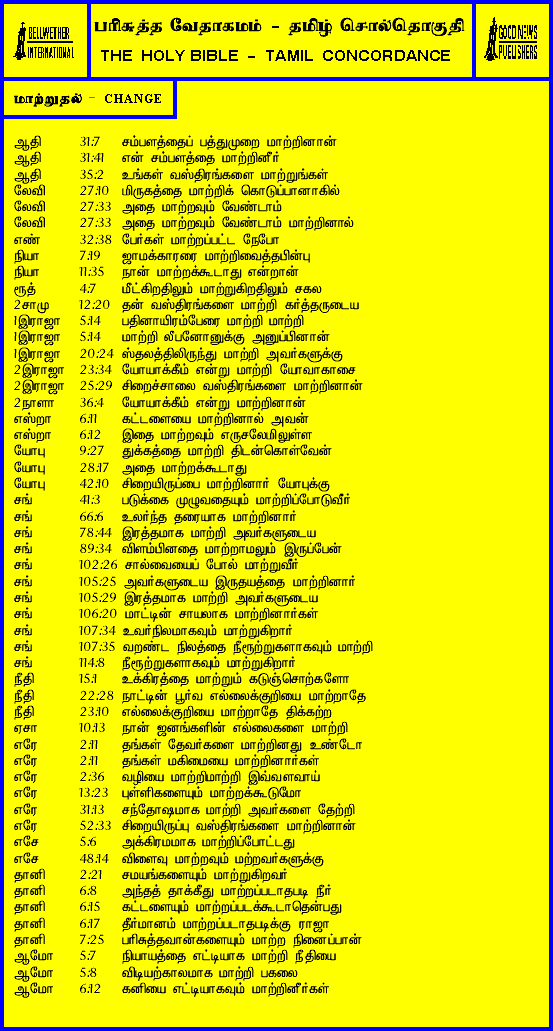 BELLWETHER
INTERNATIONAL
பரிசுத்த வேதாகமம் - தமிழ் சொல்தொகுதி
THE HOLY BIBLE - TAMIL CONCORDANCE
GOOD NEWS
PUBLISHERS
மாற்றுதல் - CHANGE
ஆதி 31:7 சம்பளத்தைப் பத்துமுறை மாற்றினான்
ஆதி 31:41 என் சம்பளத்தை மாற்றினீர்
ஆதி 35:2 உங்கள் வஸ்திரங்களை மாற்றுங்கள்
லேவி 27:10 மிருகத்தை மாற்றிக் கொடுப்பானாகில்
லேவி 27:33 அதை மாற்றவும் வேண்டாம்
லேவி 27:33 அதை மாற்றவும் வேண்டாம் மாற்றினால்
எண் 32:38 பேர்கள் மாற்றப்பட்ட நேபோ
நியா 7:19 ஜாமக்காரரை மாற்றிவைத்தபின்பு
நியா 11:35 நான் மாற்றக்கூடாது என்றான்
ரூத் 4:7 மீட்கிறதிலும் மாற்றுகிறதிலும் சகல
2சாமு 12:20 தன் வஸ்திரங்களை மாற்றி கர்த்தருடைய
1இராஜா 5:14 பதினாயிரம்பேரை மாற்றி மாற்றி
1இராஜா 5:14 மாற்றி லீபனோனுக்கு அனுப்பினான்
1இராஜா 20:24 ஸ்தலத்திலிருந்து மாற்றி அவர்களுக்கு
2இராஜா 23:34 யோயாக்கீம் என்று மாற்றி யோவாகாசை
2இராஜா 25:29 சிறைச்சாலை வஸ்திரங்களை மாற்றினான்
2நாளா 36:4 யோயாக்கீம் என்று மாற்றினான்
எஸ்றா 6:11 கட்டளையை மாற்றினால் அவன்
எஸ்றா 6:12 இதை மாற்றவும் எருசலேமிலுள்ள
யோபு 9:27 துக்கத்தை மாற்றி திடன்கொள்வேன்
யோபு 28:17 அதை மாற்றக்கூடாது
யோபு 42:10 சிறையிருப்பை மாற்றினார் யோபுக்கு
சங் 41:3 படுக்கை முழுவதையும் மாற்றிப்போடுவீர்
சங் 66:6 உலர்ந்த தரையாக மாற்றினார்
சங் 78:44 இரத்தமாக மாற்றி அவர்களுடைய
சங் 89:34 விளம்பினதை மாற்றாமலும் இருப்பேன்
சங் 102:26 சால்வையைப் போல் மாற்றுவீர்
சங் 105:25 அவர்களுடைய இருதயத்தை மாற்றினார்
சங் 105:29 இரத்தமாக மாற்றி அவர்களுடைய
சங் 106:20 மாட்டின் சாயலாக மாற்றினார்கள்
சங் 107:34 உவர்நிலமாகவும் மாற்றுகிறார்
சங் 107:35 வறண்ட நிலத்தை நீரூற்றுகளாகவும் மாற்றி
சங் 114:8 நீரூற்றுகளாகவும் மாற்றுகிறார்
நீதி 15:1 உக்கிரத்தை மாற்றும் கடுஞ்சொற்களோ
நீதி 22:28 நாட்டின் பூர்வ எல்லைக்குறியை மாற்றாதே
நீதி 23:10 எல்லைக்குறியை மாற்றாதே திக்கற்ற
ஏசா 10:13 நான் ஜனங்களின் எல்லைகளை மாற்றி
எரே 2:11 தங்கள் தேவர்களை மாற்றினது உண்டோ
எரே 2:11 தங்கள் மகிமையை மாற்றினார்கள்
எரே 2:36 வழியை மாற்றிமாற்றி இவ்வளவாய்
எரே 13:23 புள்ளிகளையும் மாற்றக்கூடுமோ
எரே 31:13 சந்தோஷமாக மாற்றி அவர்களை தேற்றி
எரே 52:33 சிறையிருப்பு வஸ்திரங்களை மாற்றினான்
எசே 5:6 அக்கிரமமாக மாற்றிப்போட்டது
எசே 48:14 விளைவு மாற்றவும் மற்றவர்களுக்கு
தானி 2:21 சமயங்களையும் மாற்றுகிறவர்
தானி 6:8 அந்தத் தாக்கீது மாற்றப்படாதபடி நீர்
தானி 6:15 கட்டளையும் மாற்றப்படக்கூடாதென்பது
தானி 6:17 தீர்மானம் மாற்றப்படாதபடிக்கு ராஜா
தானி 7:25 பரிசுத்தவான்களையும் மாற்ற நினைப்பான்
ஆமோ 5:7 நியாயத்தை எட்டியாக மாற்றி நீதியை
ஆமோ 5:8 விடியற்காலமாக மாற்றி பகலை
ஆமோ 6:12 கனியை எட்டியாகவும் மாற்றினீர்கள்